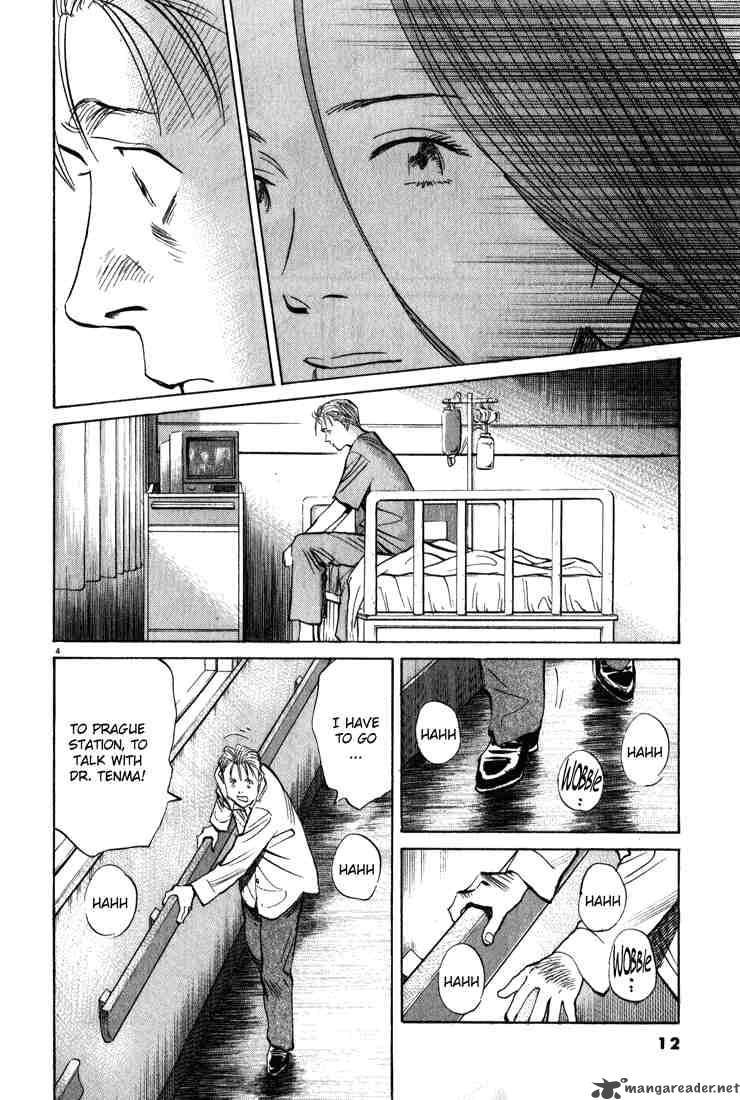 4
HAHH
HAHH
WOBBLE
...
I HAVE
TO GO
...
TO PRAGUE
STATION, TO
TALK WITH
DR. TENMA!
HAHH
HAHH
HAHH
HAHH
WOBBLE
...
12
mangareader.net